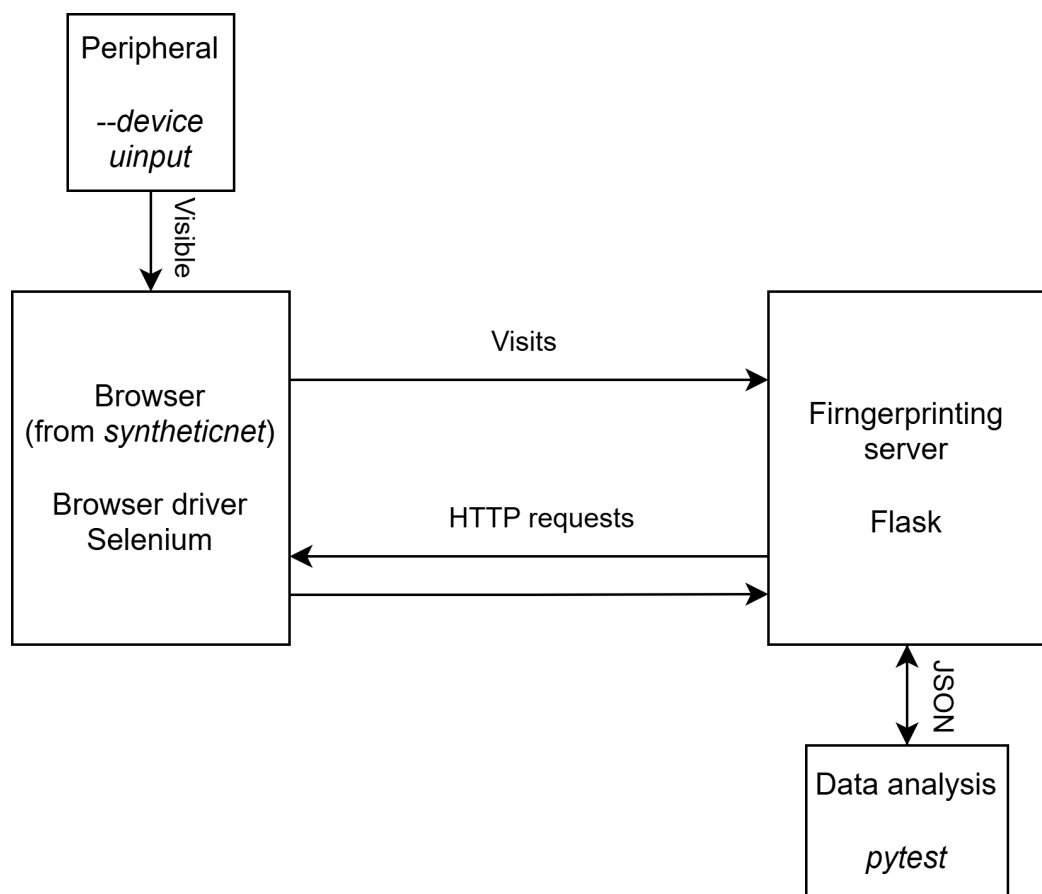 Peripheral
--device
uinput
Visible
Browser
(from syntheticnet)
Browser driver
Selenium
Visits
HTTP requests
Firngerprinting
server
Flask
JSON
Data analysis
pytest